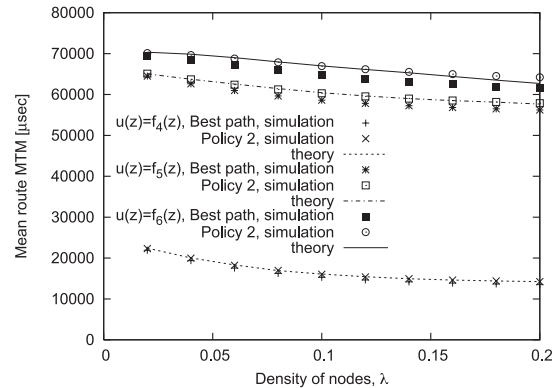 80000
70000
60000
50000
40000
30000
20000
10000
0
Mean route MTM [μsec]
u(z)=f4(z), Best path, simulation
Policy 2, simulation
theory
u(z)=f5(z), Best path, simulation
Policy 2, simulation
theory
u(z)=f6(z), Best path, simulation
Policy 2, simulation
theory
0 0.05 0.1 0.15 0.2
Density of nodes, λ